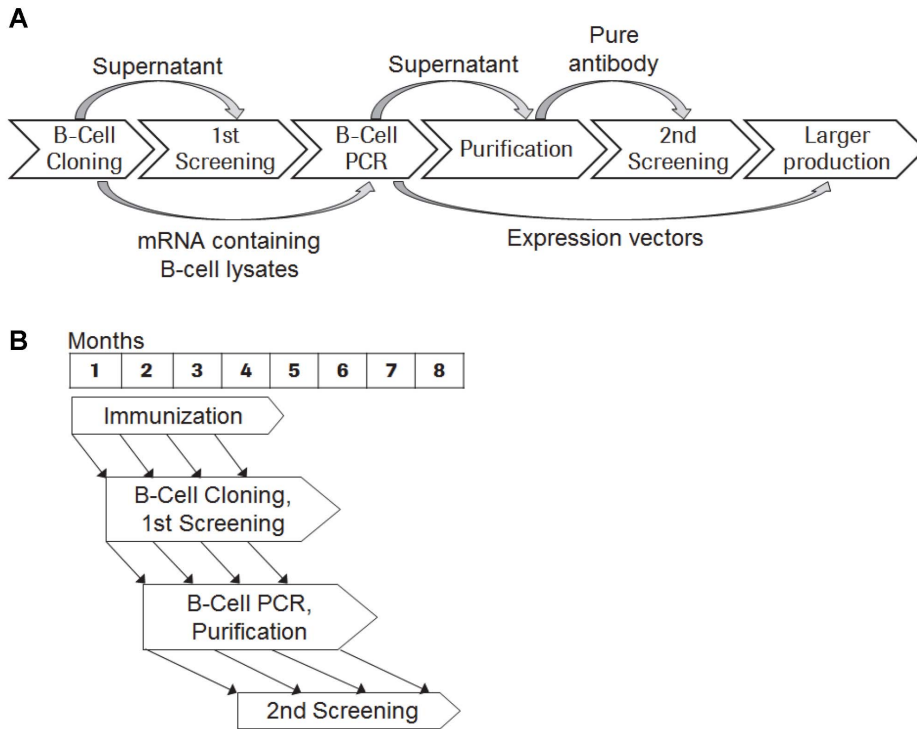 A
Supernatant
Supernatant
Pure
antibody
B-Cell
Cloning
1st
Screening
B-Cell
PCR
Purification
2nd
Screening
Larger
production
mRNA containing
B-cell lysates
Expression vectors
B
Months
1 2 3 4 5 6 7 8
Immunization
B-Cell Cloning,
1st Screening
B-Cell PCR,
Purification
2nd Screening